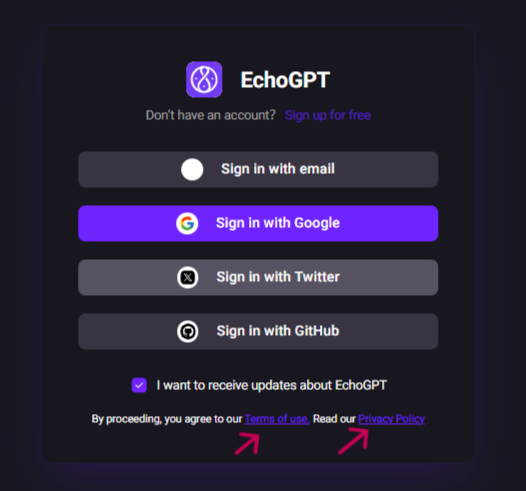 EchoGPT
Don't have an account? Sign up for free
Sign in with email
Sign in with Google
Sign in with Twitter
Sign in with GitHub
I want to receive updates about EchoGPT
By proceeding, you agree to our Terms of use. Read our Privacy Policy